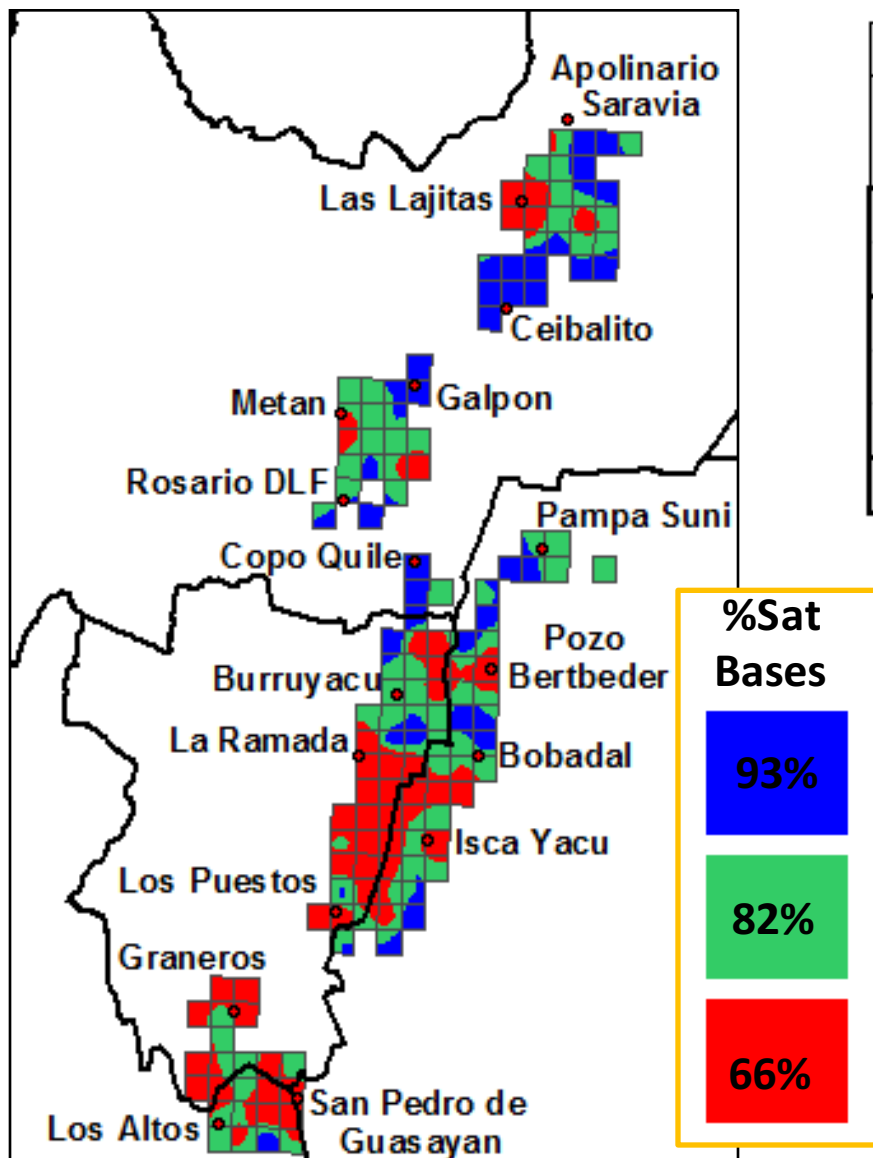 Apolinario
Saravia
Las Lajitas
Ceibalito
Metan
Galpon
Rosario DLF
Pampa Suni
Copo Quile
Pozo
Bertbeder
Burruyacu
La Ramada
Bobadal
Isca Yacu
Los Puestos
Graneros
San Pedro de
Guasayan
Los Altos
%Sat
Bases
93%
82%
66%